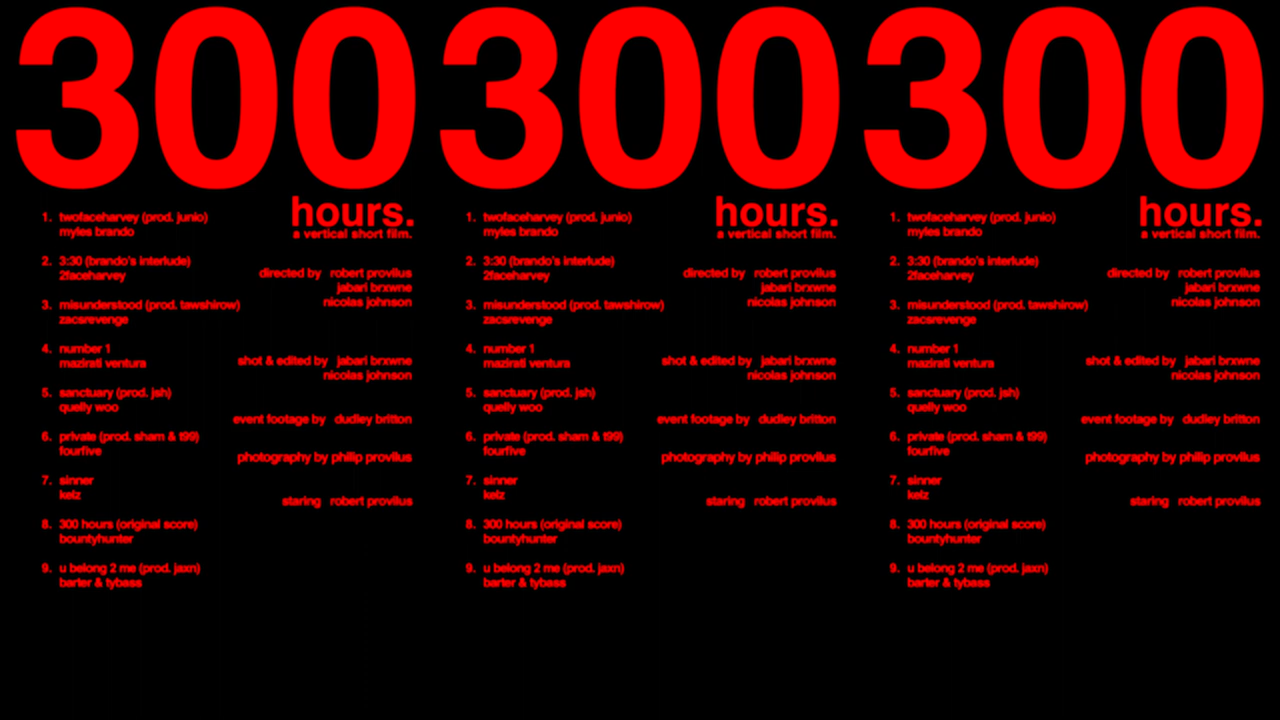 300
hours.
a vertical short film.
1. twofaceharvey (prod. junio)
myles brando
2. 3:30 (brando's interlude)
2faceharvey
3. misunderstood (prod. tawshirow)
zacsrevenge
4. number 1
mazirati ventura
5. sanctuary (prod. jsh)
quelly woo
6. private (prod. sham & t99)
fourfive
7. sinner
kelz
8. 300 hours (original score)
bountyhunter
9. u belong 2 me (prod. jaxn)
barter & tybass
directed by robert provilus
jabari brxwne
nicolas johnson
shot & edited by jabari brxwne
nicolas johnson
event footage by dudley britton
photography by philip provilus
staring robert provilus
300
hours.
a vertical short film.
1. twofaceharvey (prod. junio)
myles brando
2. 3:30 (brando's interlude)
2faceharvey
3. misunderstood (prod. tawshirow)
zacsrevenge
4. number 1
mazirati ventura
5. sanctuary (prod. jsh)
quelly woo
6. private (prod. sham & t99)
fourfive
7. sinner
kelz
8. 300 hours (original score)
bountyhunter
9. u belong 2 me (prod. jaxn)
barter & tybass
directed by robert provilus
jabari brxwne
nicolas johnson
shot & edited by jabari brxwne
nicolas johnson
event footage by dudley britton
photography by philip provilus
staring robert provilus
300
hours.
a vertical short film.
1. twofaceharvey (prod. junio)
myles brando
2. 3:30 (brando's interlude)
2faceharvey
3. misunderstood (prod. tawshirow)
zacsrevenge
4. number 1
mazirati ventura
5. sanctuary (prod. jsh)
quelly woo
6. private (prod. sham & t99)
fourfive
7. sinner
kelz
8. 300 hours (original score)
bountyhunter
9. u belong 2 me (prod. jaxn)
barter & tybass
directed by robert provilus
jabari brxwne
nicolas johnson
shot & edited by jabari brxwne
nicolas johnson
event footage by dudley britton
photography by philip provilus
staring robert provilus